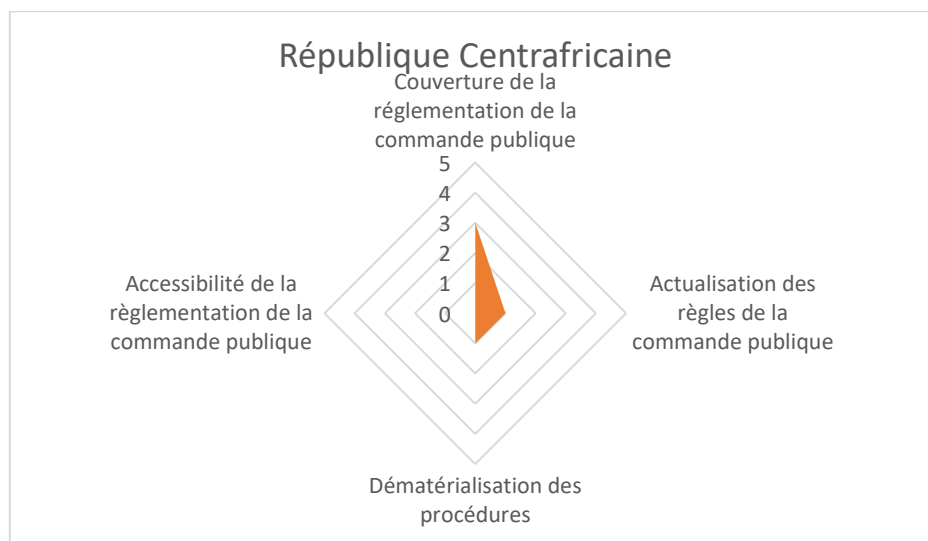 République Centrafricaine
Couverture de la
réglementation de la
commande publique
5
4
3
2
1
0
Accessibilité de la
règlementation de la
commande publique
Actualisation des
règles de la
commande publique
Dématérialisation des
procédures